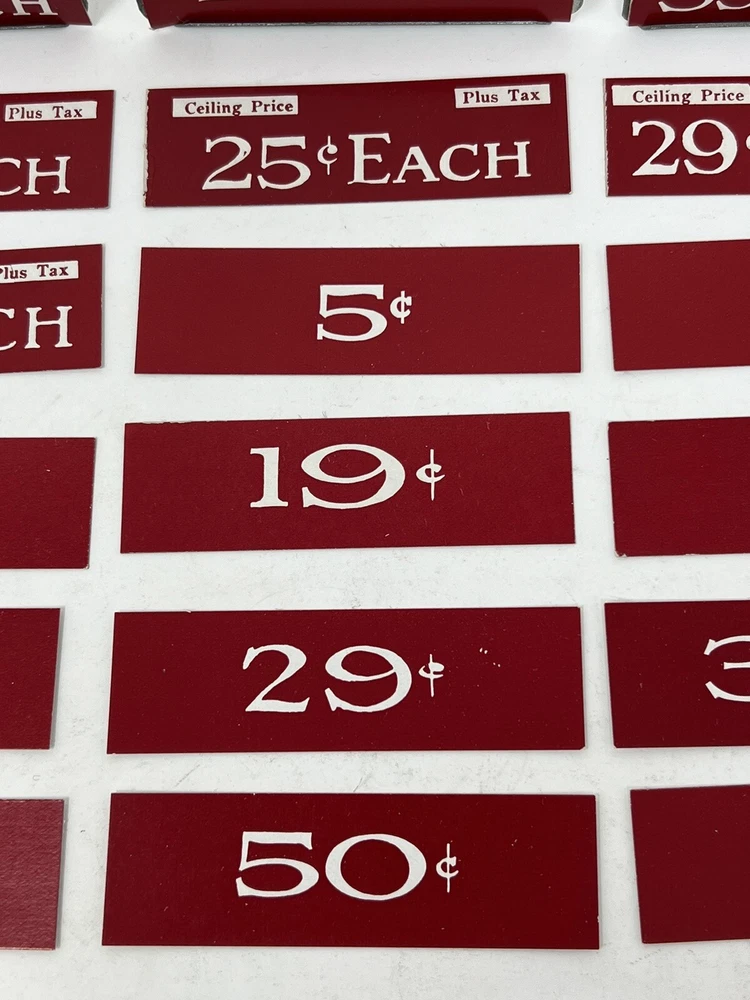 Plus Tax
CH
Ceiling Price Plus Tax
25¢ EACH
Ceiling Price
29¢
Plus Tax
CH
5¢
19¢
29¢
3
50¢